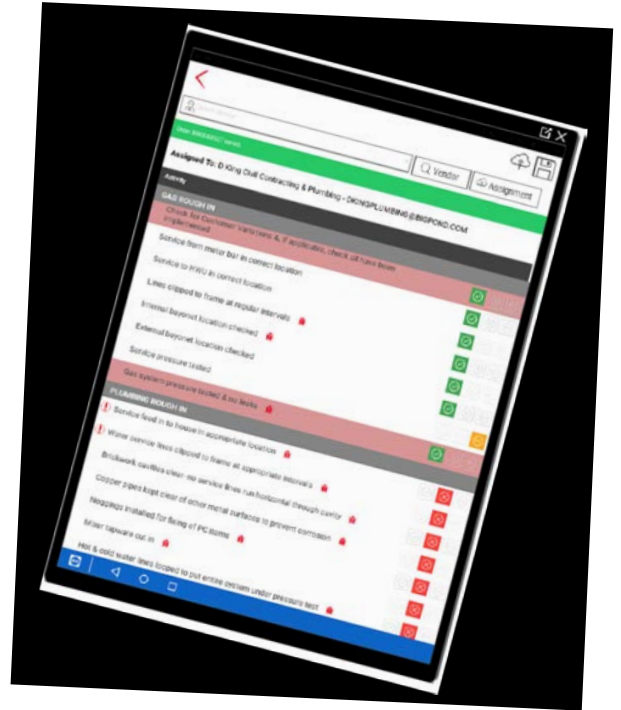 Vendor
Assignment
Assigned To: D King Civil Contracting & Plumbing - DKINGPLUMBING@BIGPOND.COM
Activity
GAS ROUGH IN
Check for Customer Variations &, if applicable, check all have been
implemented
Service from meter bar in correct location
Service to HWU in correct location
Lines clipped to frame at regular intervals
Internal bayonet location checked
External bayonet location checked
Service pressure tested
Gas system pressure tested & no leaks
PLUMBING ROUGH IN
Service feed in to house in appropriate location
Water service lines clipped to frame at appropriate intervals
Brickwork cavities clear-no service lines run horizontal through cavity
Copper pipes kept clear of other metal surfaces to prevent corrosion
Noggings installed for fixing of PC Items
Mixer tapware cut in
Hot & cold water lines looped to put entire system under pressure test